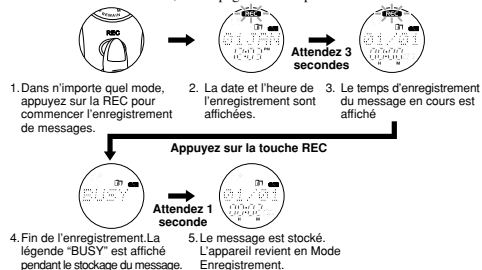 REMAIN
REC
REC
01JAN
Attendez 3
secondes
REC
01/01
H M
1. Dans n'importe quel mode,
appuyez sur la REC pour
commencer l'enregistrement
de messages.
2. La date et l'heure de
l'enregistrement sont
affichées.
3. Le temps d'enregistrement
du message en cours est
affiché
Appuyez sur la touche REC
BUSY
Attendez 1
seconde
01/01
00:02
H M
4. Fin de l'enregistrement.La
légende "BUSY" est affiché
pendant le stockage du message.
5. Le message est stocké.
L'appareil revient en Mode
Enregistrement.